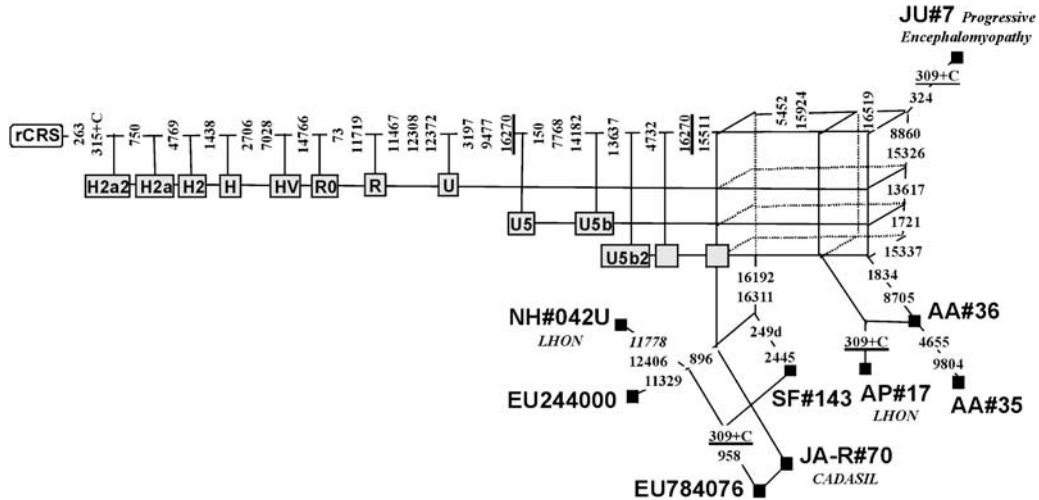 JU#7 Progressive
Encephalomyopathy
309+C
324
rCRS
263
315+C
750
4769
1438
2706
7028
14766
73
11719
11467
12308
12372
3197
9477
16270
150
7768
14182
13637
4732
16270
15511
5452
15924
16519
8860
15326
13617
1721
15337
H2a2
H2a
H2
H
HV
R0
R
U
U5
U5b
U5b2
16192
16311
1834
8705
NH#042U
LHON
11778
12406
11329
896
249d
2445
309+C
AA#36
4655
9804
EU244000
SF#143
AP#17
LHON
AA#35
309+C
958
JA-R#70
CADASIL
EU784076